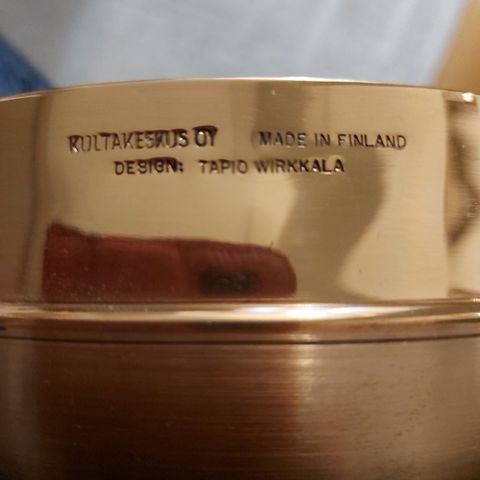 KULTAKESKUS OY MADE IN FINLAND
DESIGN: TAPIO WIRKKALA